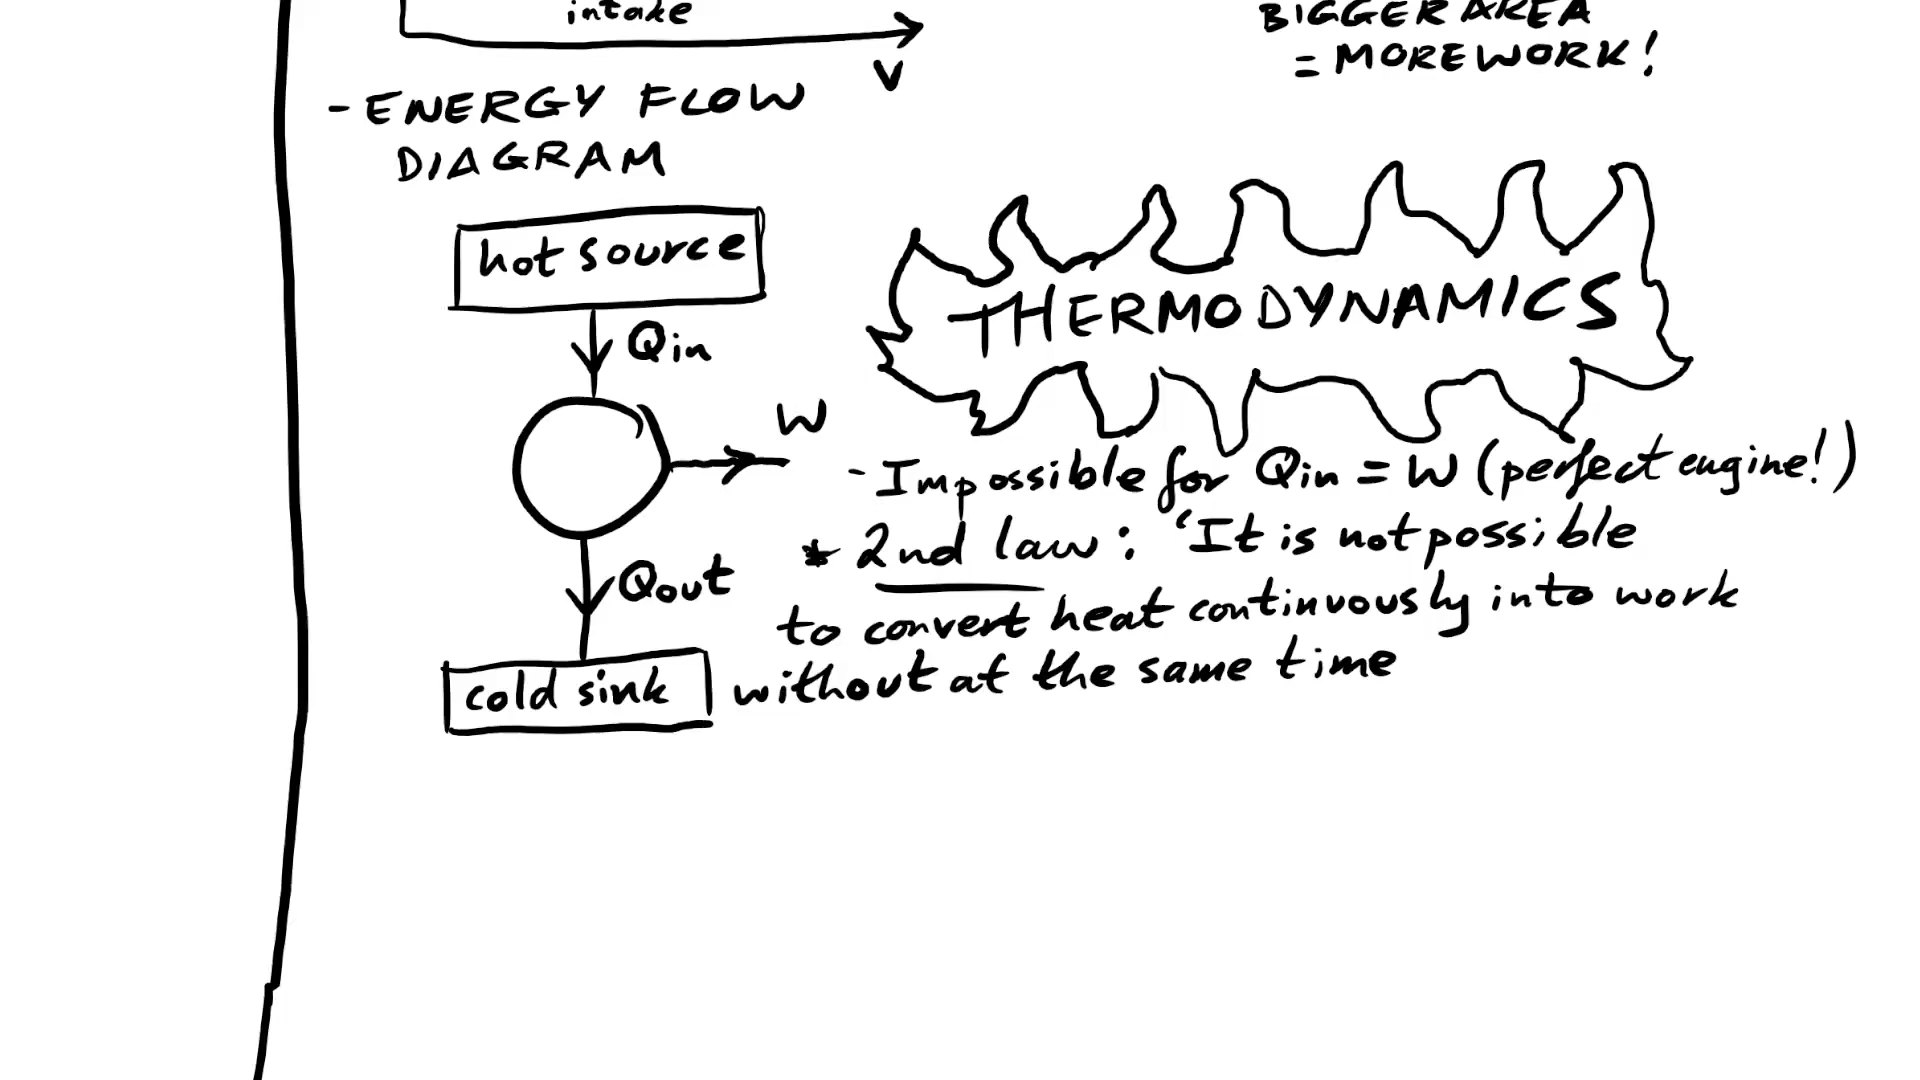 intake
V
BIGGER AREA
= MORE WORK!
- ENERGY FLOW
DIAGRAM
hot source
Qin
W
Qout
cold sink
THERMODYNAMICS
- Impossible for Qin = W (perfect engine!)
* 2nd law: 'It is not possible
to convert heat continuously into work
without at the same time